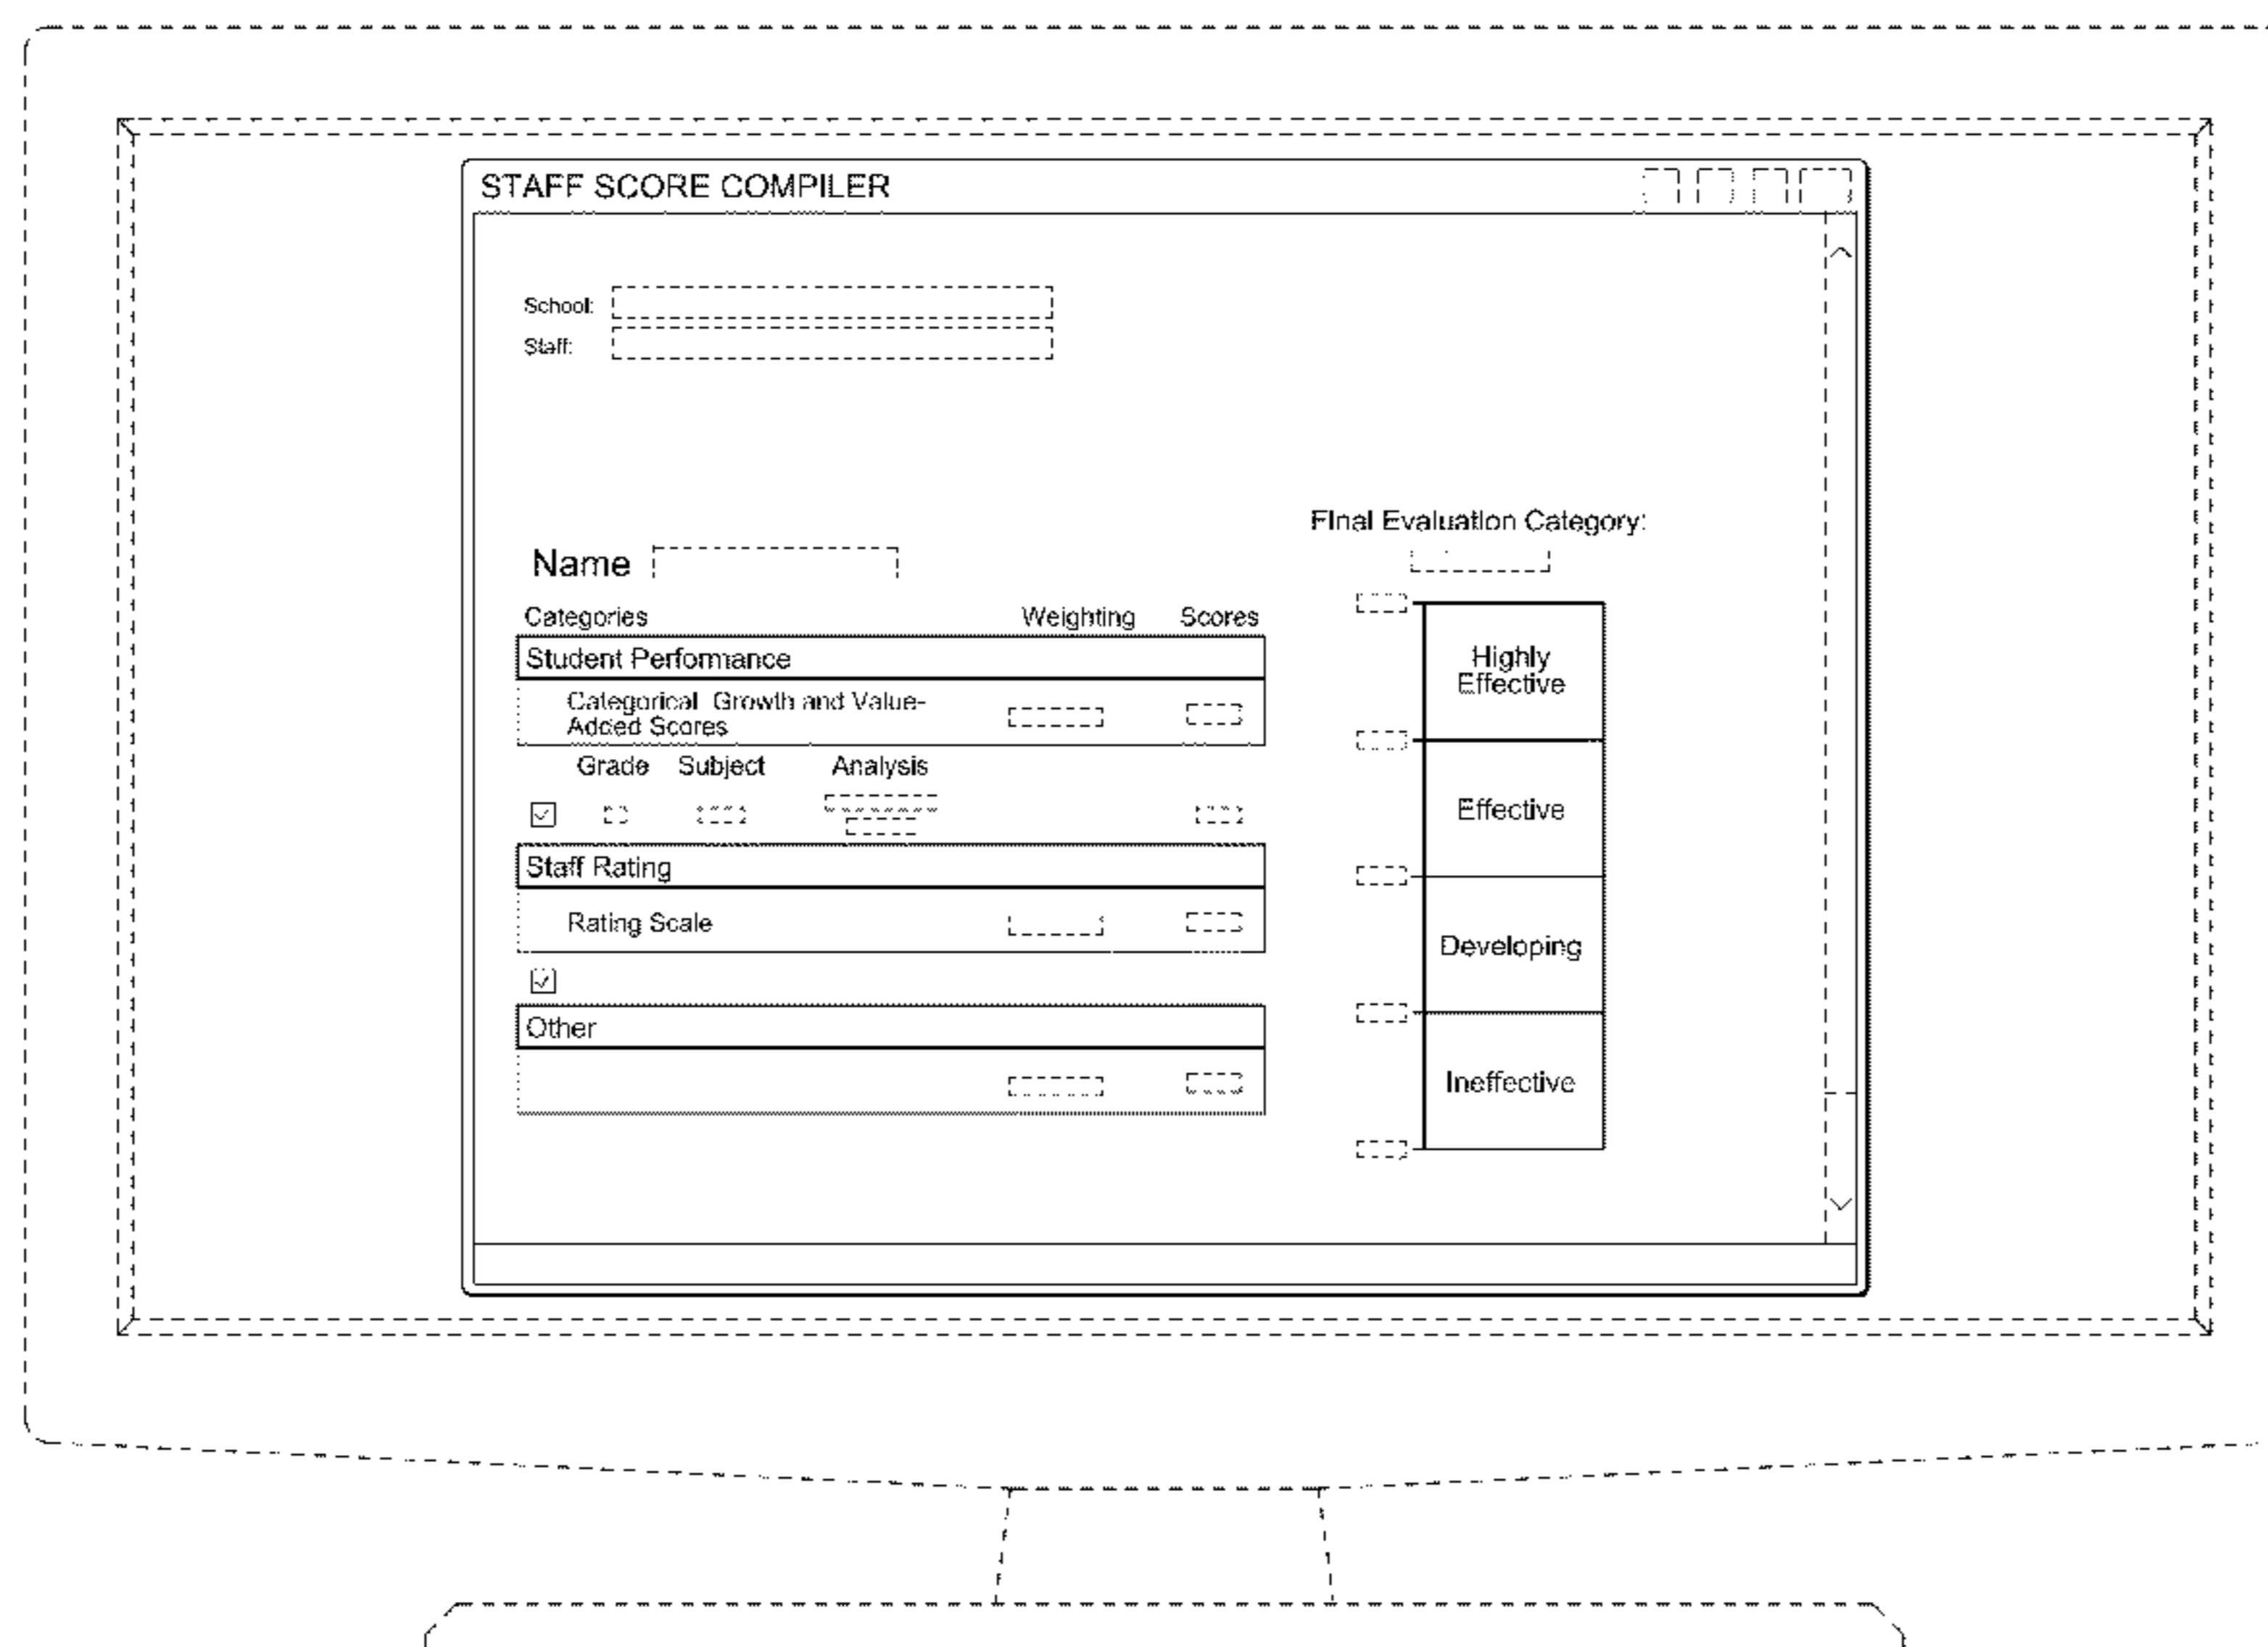 STAFF SCORE COMPILER
School:
Staff:
Final Evaluation Category:
Name
Categories Weighting Scores
Student Performance
Categorical Growth and Value-
Added Scores
Grade Subject Analysis
Staff Rating
Rating Scale
Other
Highly
Effective
Effective
Developing
Ineffective